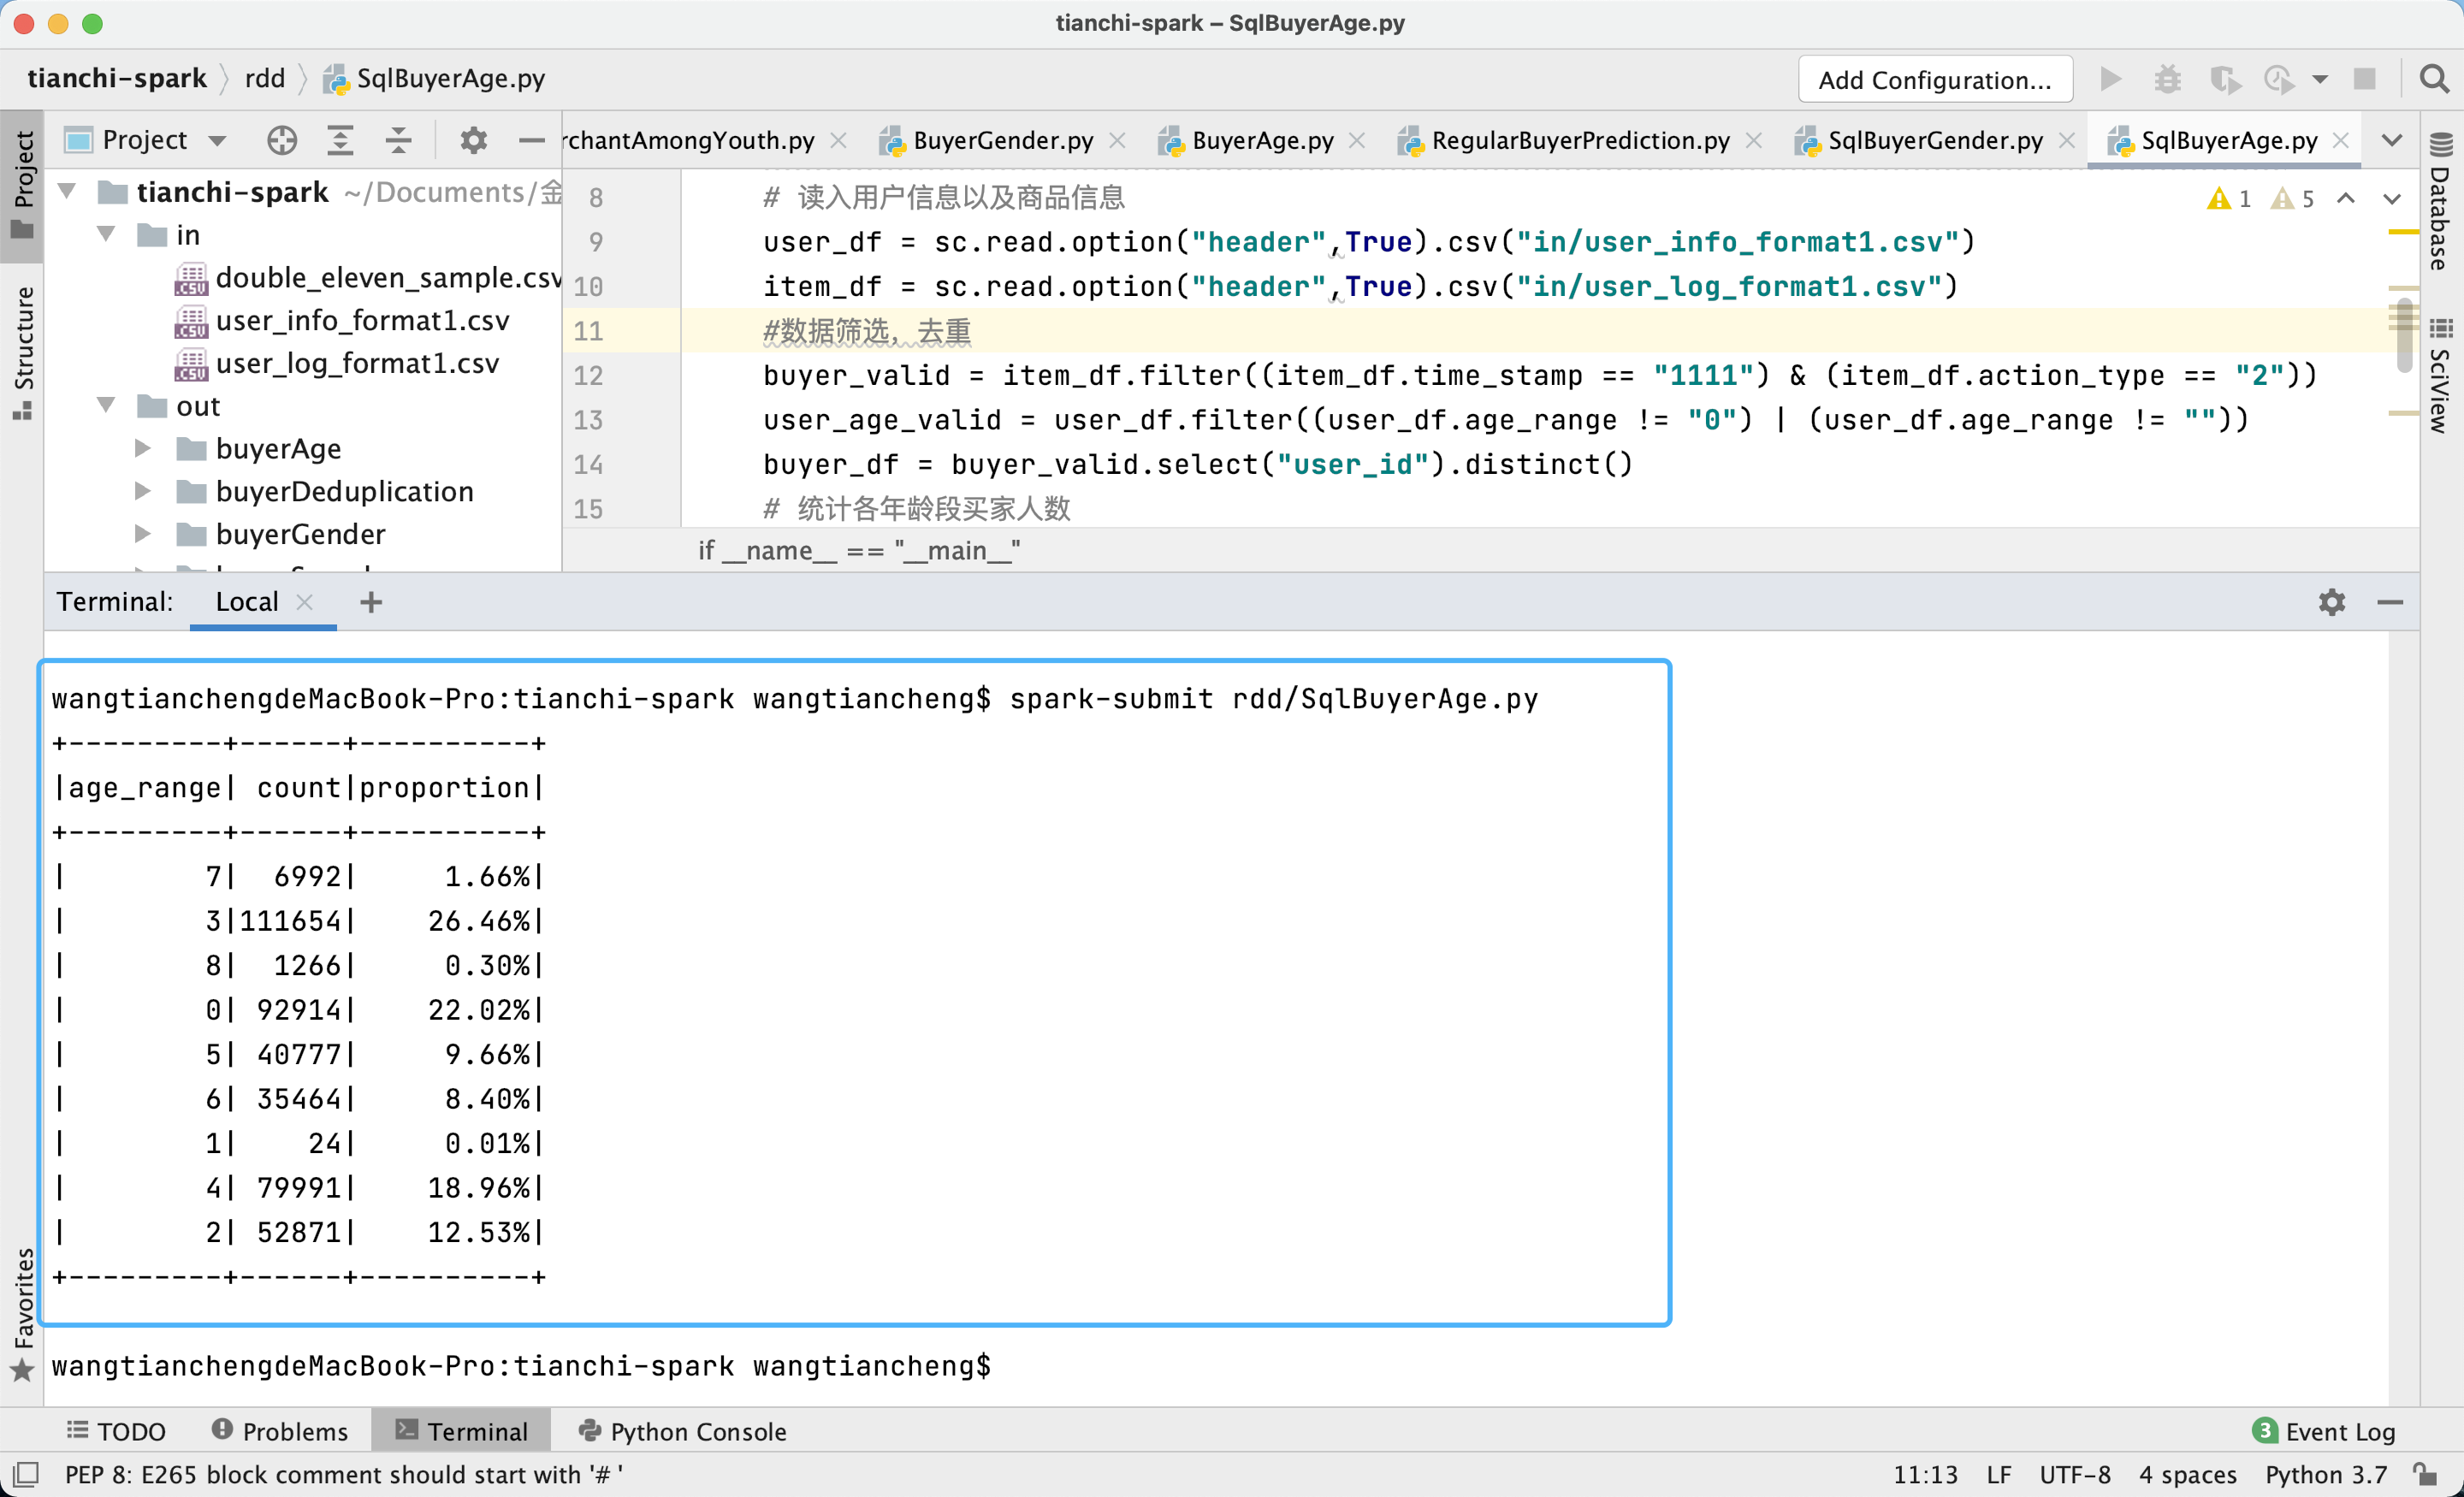 tianchi-spark – SqlBuyerAge.py
tianchi-spark rdd SqlBuyerAge.py
Add Configuration...
Project
Structure
Favorites
Project
rchantAmongYouth.py BuyerGender.py BuyerAge.py RegularBuyerPrediction.py SqlBuyerGender.py SqlBuyerAge.py
Database
SciView
tianchi-spark ~/Documents/金
in
double_eleven_sample.csv
user_info_format1.csv
user_log_format1.csv
out
buyerAge
buyerDeduplication
buyerGender
1 5
8 # 读入用户信息以及商品信息
9 user_df = sc.read.option("header",True).csv("in/user_info_format1.csv")
10 item_df = sc.read.option("header",True).csv("in/user_log_format1.csv")
11 #数据筛选，去重
12 buyer_valid = item_df.filter((item_df.time_stamp == "1111") & (item_df.action_type == "2"))
13 user_age_valid = user_df.filter((user_df.age_range != "0") | (user_df.age_range != ""))
14 buyer_df = buyer_valid.select("user_id").distinct()
15 # 统计各年龄段买家人数
if __name__ == "__main__"
Terminal: Local +
wangtianchengdeMacBook-Pro:tianchi-spark wangtiancheng$ spark-submit rdd/SqlBuyerAge.py
+---------+------+----------+
|age_range| count|proportion|
+---------+------+----------+
|        7|  6992|     1.66%|
|        3|111654|    26.46%|
|        8|  1266|     0.30%|
|        0| 92914|    22.02%|
|        5| 40777|     9.66%|
|        6| 35464|     8.40%|
|        1|    24|     0.01%|
|        4| 79991|    18.96%|
|        2| 52871|    12.53%|
+---------+------+----------+
wangtianchengdeMacBook-Pro:tianchi-spark wangtiancheng$
TODO Problems Terminal Python Console 3 Event Log
PEP 8: E265 block comment should start with '# ' 11:13 LF UTF-8 4 spaces Python 3.7